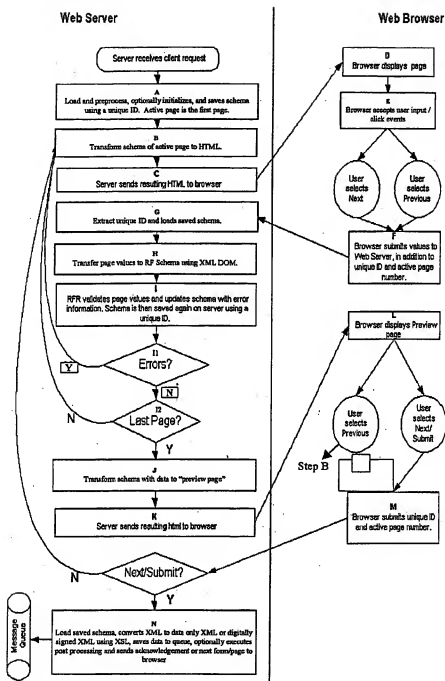 Web Server
Web Browser
Server receives client request
A
Load and preprocess, optionally initializes, and saves schema
using a unique ID. Active page is the first page.
B
Transform schema of active page to HTML.
C
Server sends resulting HTML to browser
G
Extract unique ID and loads saved schema.
H
Transfer page values to RF Schema using XML DOM.
I
RFR validates page values and updates schema with error
information. Schema is then saved again on server using a
unique ID.
I1
Errors?
Y
N
I2
Last Page?
N
Y
J
Transform schema with data to "preview page"
K
Server sends resulting html to browser
Next/Submit?
N
Y
N
Load saved schema, converts XML to data only XML or digitally
signed XML using XSL, saves data to queue, optionally executes
post processing and sends acknowledgement or next form/page to
browser
Message
Queue
D
Browser displays page
E
Browser accepts user input /
click events
User
selects
Next
User
selects
Previous
F
Browser submits values to
Web Server, in addition to
unique ID and active page
number.
L
Browser displays Preview
page
User
selects
Previous
User
selects
Next/
Submit
Step B
M
Browser submits unique ID
and active page number.